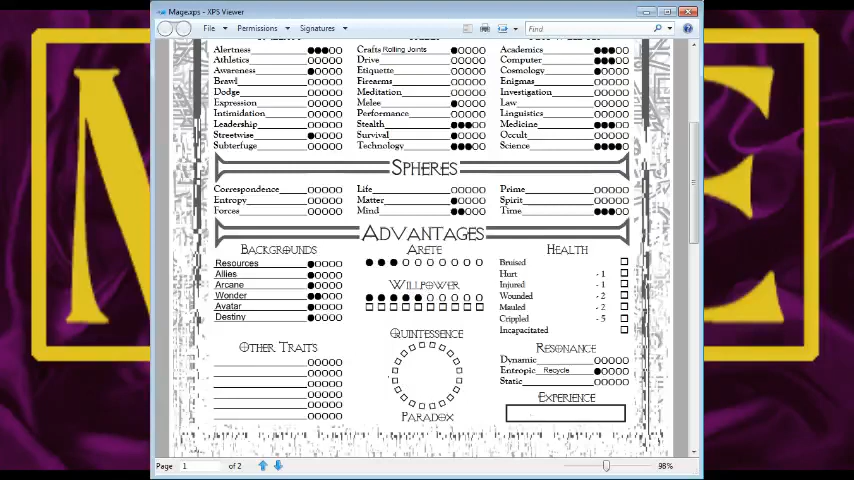 Mage.xps - XPS Viewer
File Permissions Signatures Find
Alertness Crafts Rolling Joints Academics
Athletics Drive Computer
Awareness Etiquette Cosmology
Brawl Firearms Enigmas
Dodge Meditation Investigation
Expression Melee Law
Intimidation Performance Linguistics
Leadership Stealth Medicine
Streetwise Survival Occult
Subterfuge Technology Science
SPHERES
Correspondence Life Prime
Entropy Matter Spirit
Forces Mind Time
ADVANTAGES
BACKGROUNDS ARETE HEALTH
Resources Bruised
Allies Hurt - 1
Arcane WILLPOWER Injured - 1
Wonder Wounded - 2
Avatar Mauled - 2
Destiny Crippled - 5
Incapacitated
QUINTESSENCE
OTHER TRAITS RESONANCE
Dynamic
Entropic Recycle
Static
EXPERIENCE
PARADOX
Page 1 of 2 98%
M E